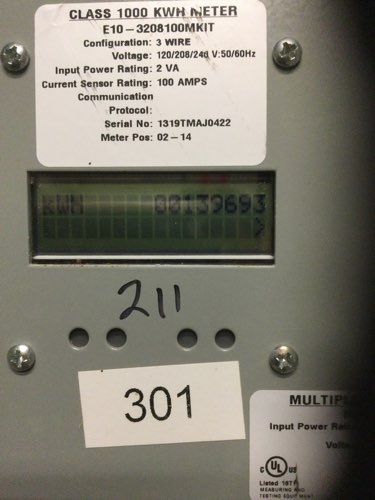 CLASS 1000 KWH METER
E10-3208100MKIT
Configuration: 3 WIRE
Voltage: 120/208/240 V:50/60Hz
Input Power Rating: 2 VA
Current Sensor Rating: 100 AMPS
Communication
Protocol:
Serial No: 1319TMAJ0422
Meter Pos: 02-14
KWH 00139693
>
211
301
Input Power
C UL US
Listed
MEASURING AND
TESTING EQUIPMENT